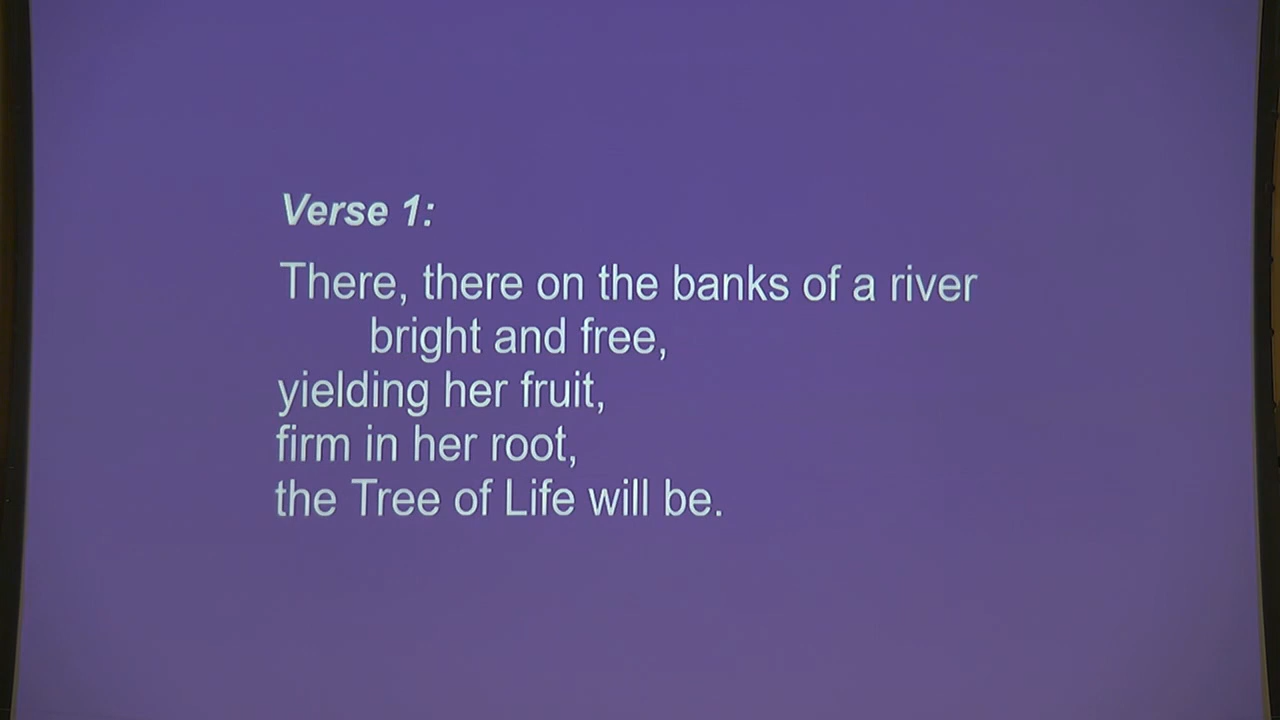 Verse 1:
There, there on the banks of a river
bright and free,
yielding her fruit,
firm in her root,
the Tree of Life will be.